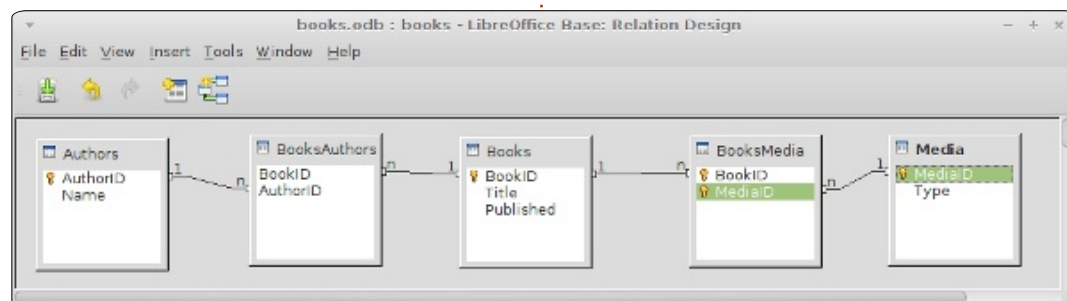 books.odb : books - LibreOffice Base: Relation Design
File Edit View Insert Tools Window Help
Authors
AuthorID
Name
1
n
BooksAuthors
BookID
AuthorID
n
1
Books
BookID
Title
Published
1
n
BooksMedia
BookID
MediaID
n
1
Media
MediaID
Type